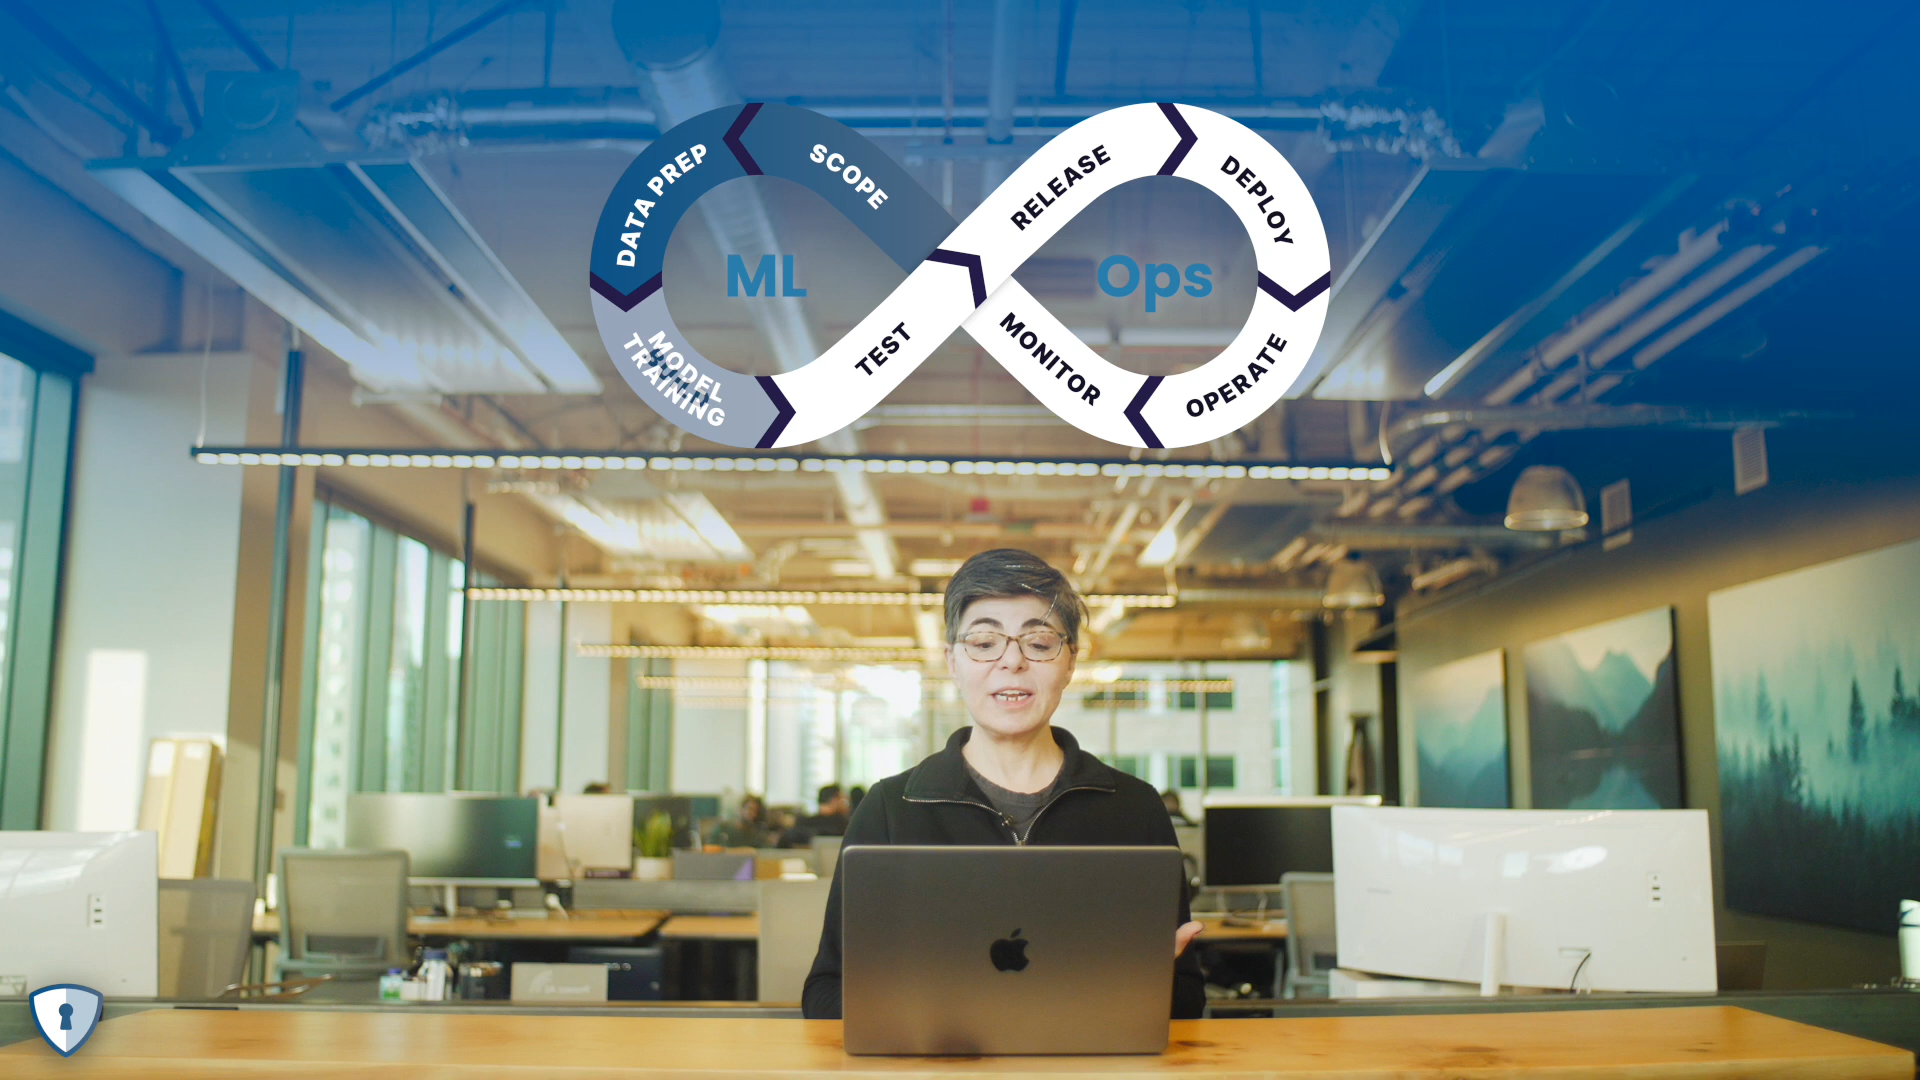 SCOPE
DATA PREP
MODEL
TRAINING
TEST
RELEASE
DEPLOY
OPERATE
MONITOR
ML
Ops